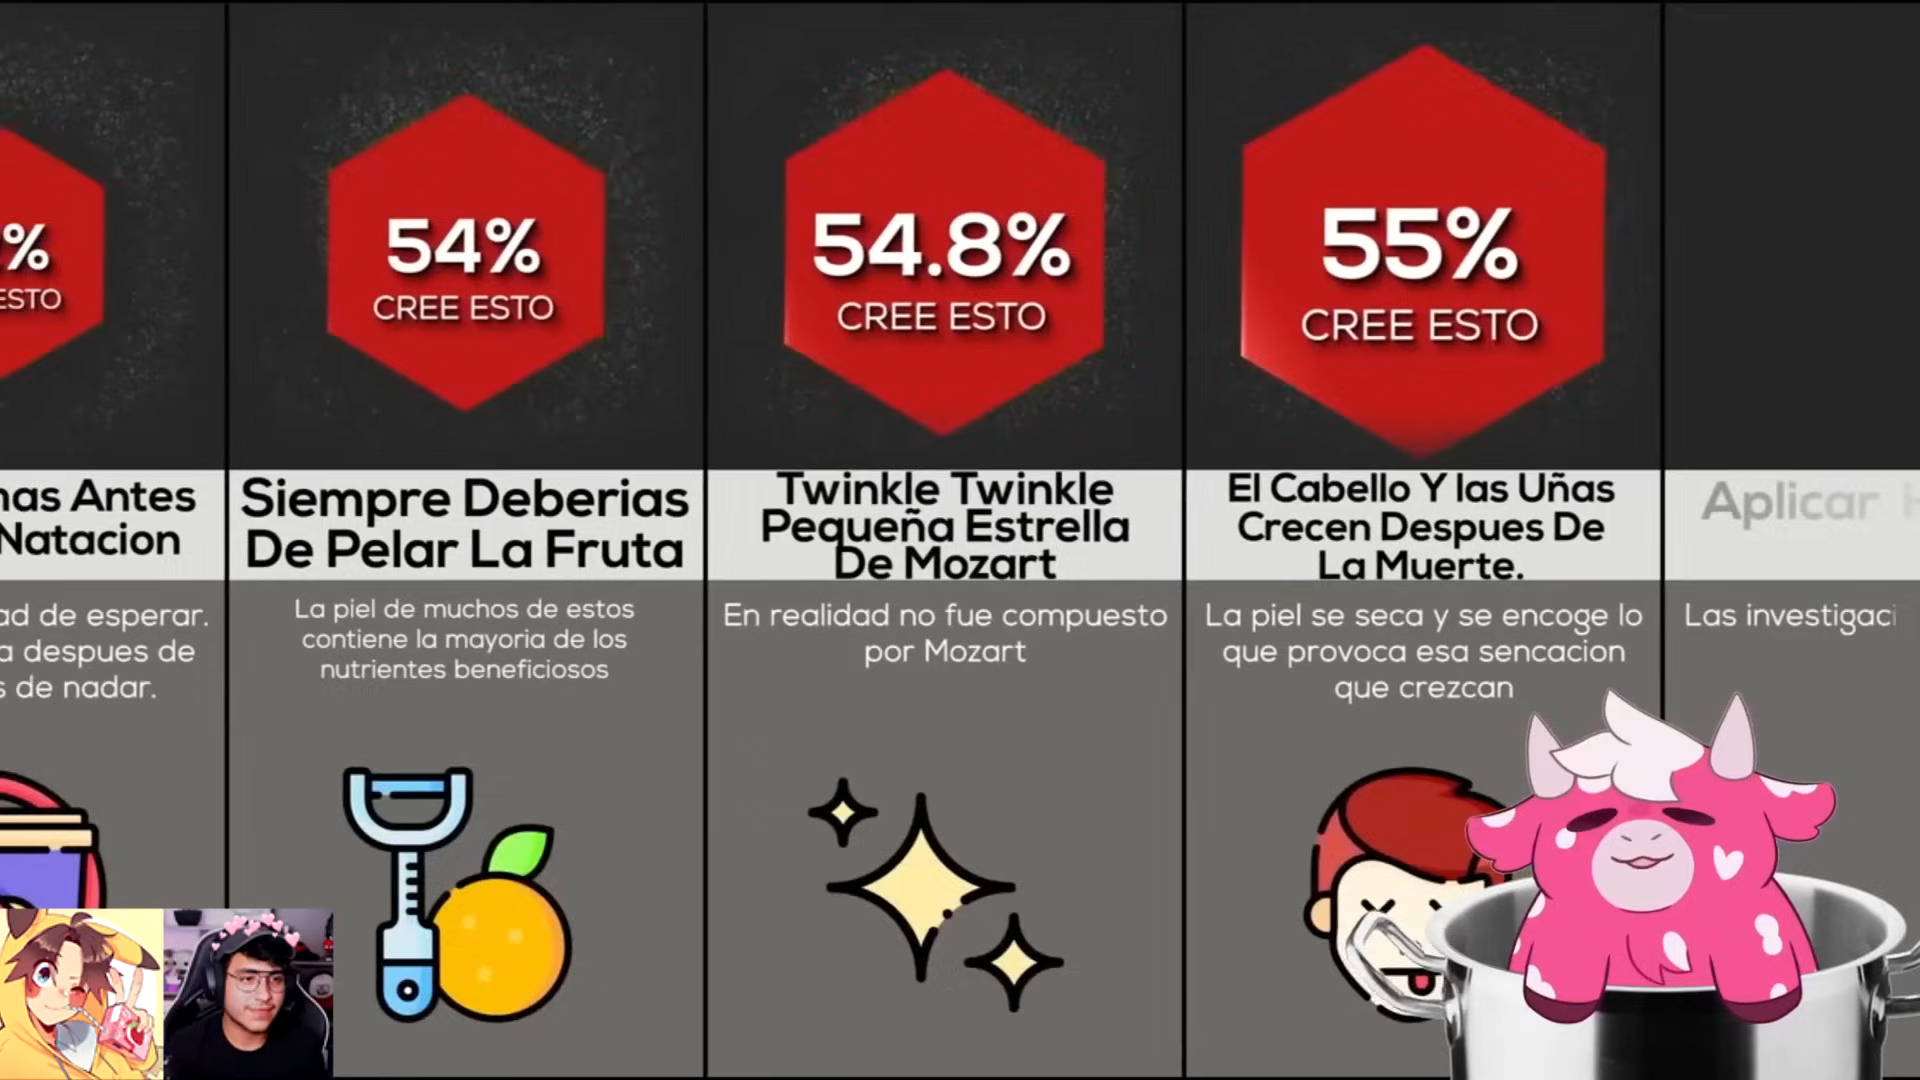 %
ESTO
nas Antes
Natacion
ad de esperar.
a despues de
s de nadar.
54%
CREE ESTO
Siempre Deberias
De Pelar La Fruta
La piel de muchos de estos
contiene la mayoria de los
nutrientes beneficiosos
54.8%
CREE ESTO
Twinkle Twinkle
Pequeña Estrella
De Mozart
En realidad no fue compuesto
por Mozart
55%
CREE ESTO
El Cabello Y las Uñas
Crecen Despues De
La Muerte.
La piel se seca y se encoge lo
que provoca esa sencacion
que crezcan
Aplicar
Las investigaci